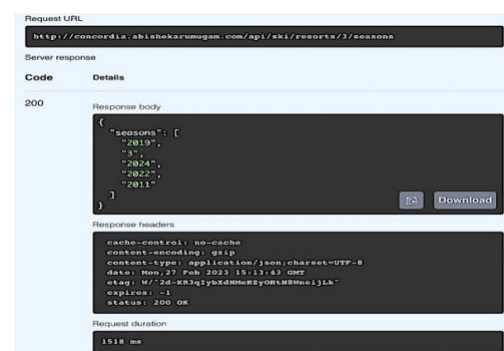 Request URL
http://concordia.abishekarumugam.com/api/ski/resorts/3/seasons
Server response
Code Details
200
Response body
{
"seasons": [
"2019",
"3",
"2024",
"2022",
"2011"
]
}
Download
Response headers
cache-control: no-cache
content-encoding: gzip
content-type: application/json;charset=UTF-8
date: Mon,27 Feb 2023 15:13:43 GMT
etag:
expires: -1
status: 200 OK
Request duration
1518 ms